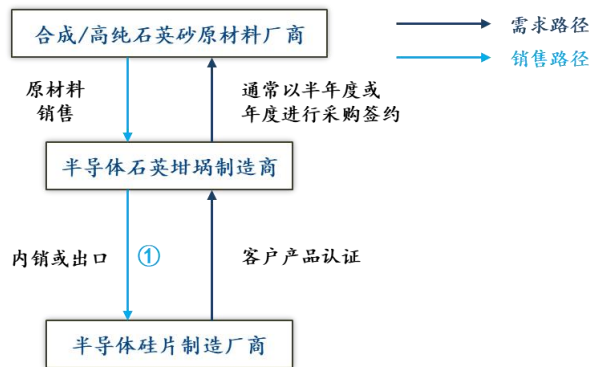 合成/高纯石英砂原材料厂商
需求路径
销售路径
原材料
销售
通常以半年度或
年度进行采购签约
半导体石英坩埚制造商
内销或出口
①
客户产品认证
半导体硅片制造厂商